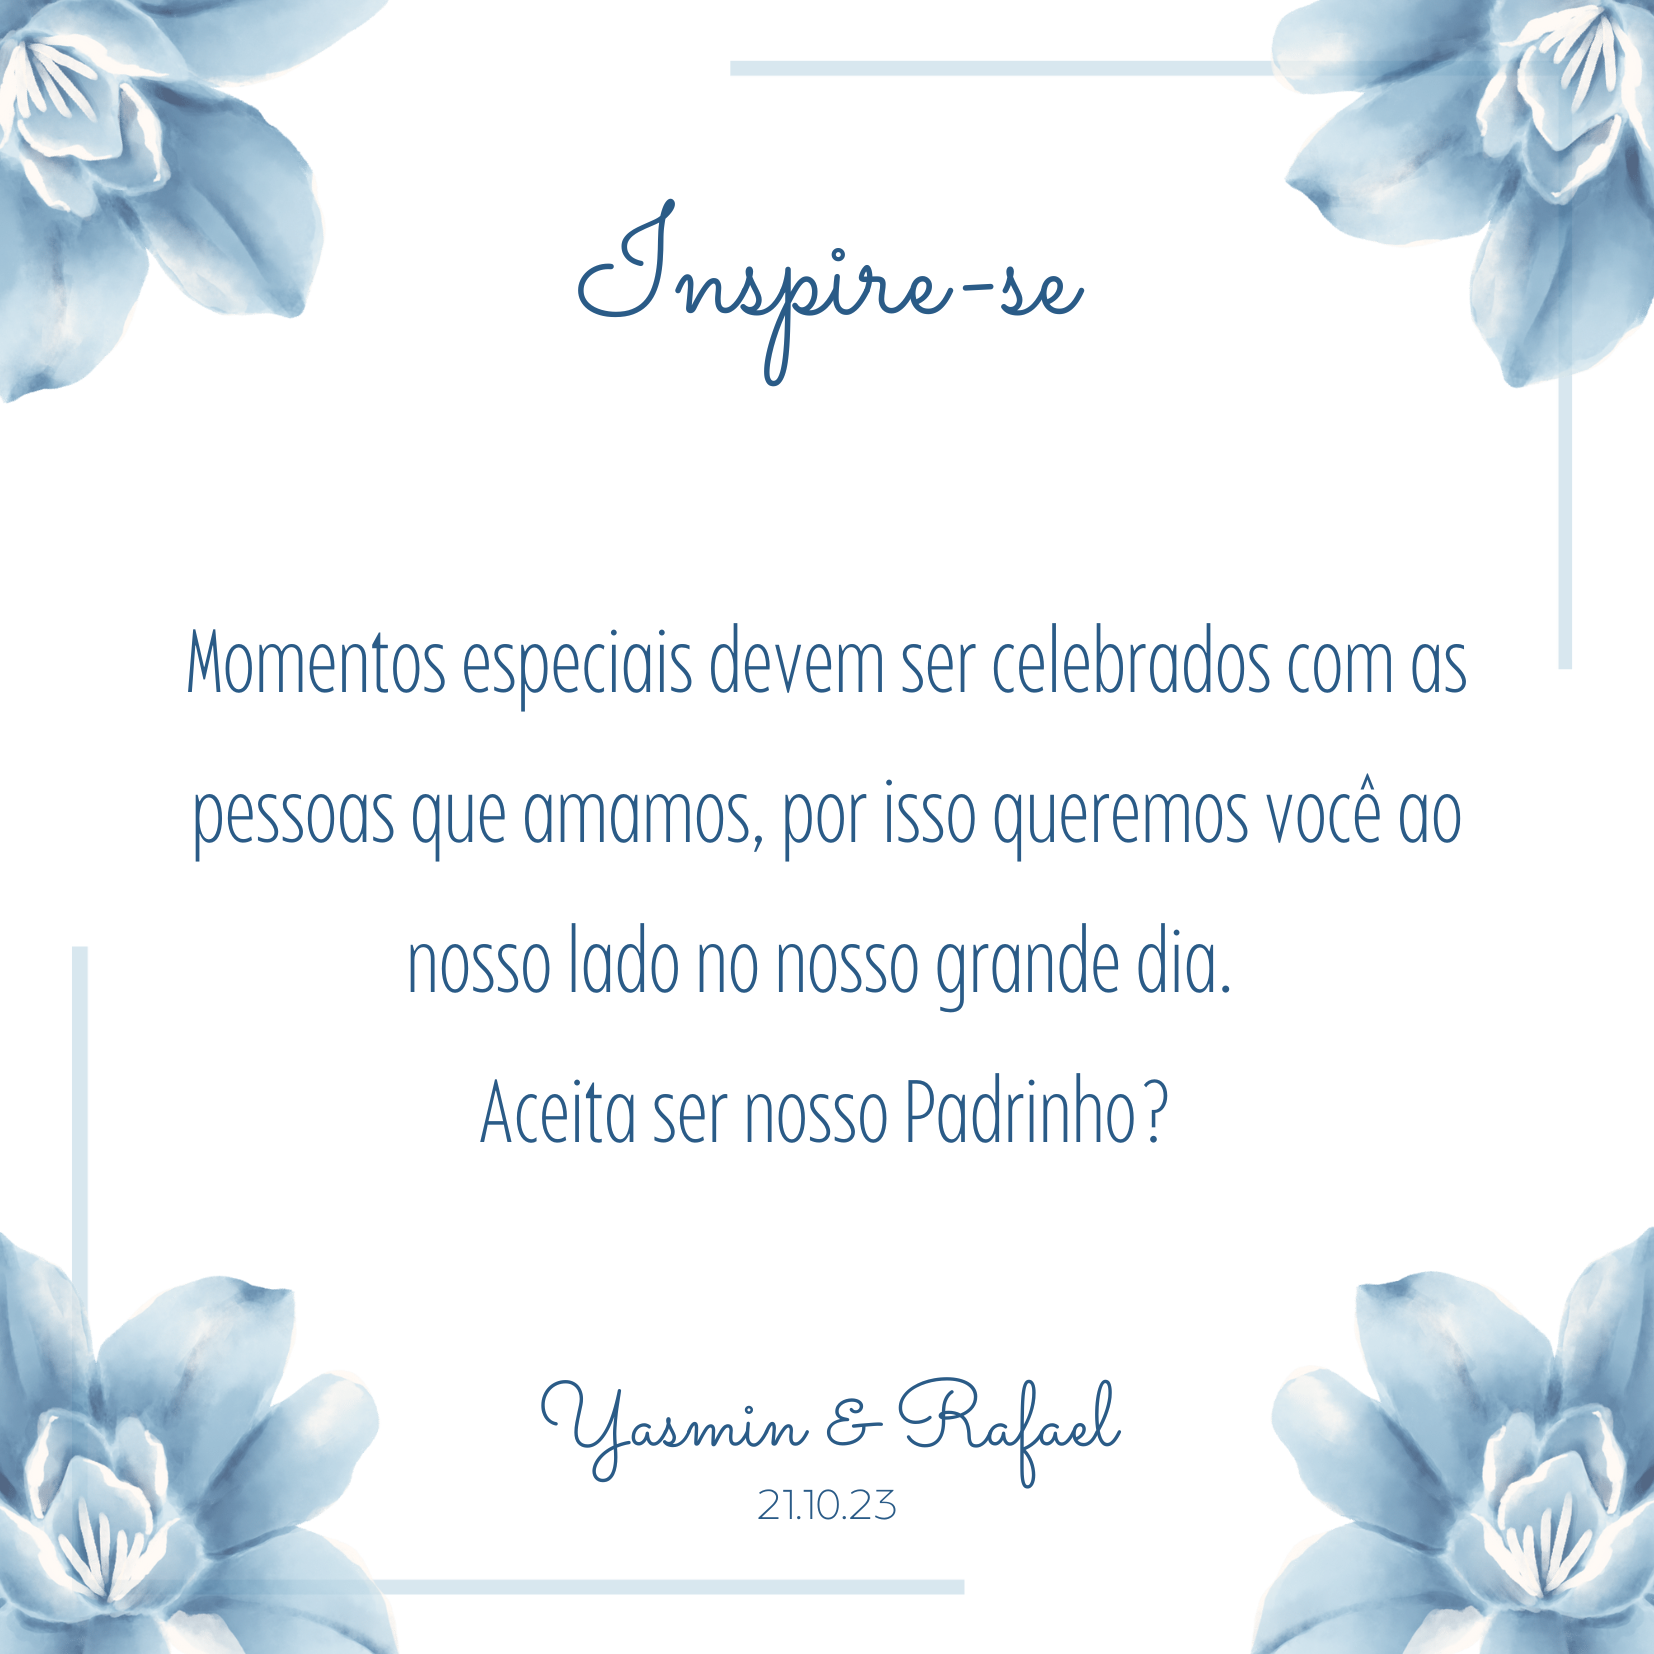 Inspire-se
Momentos especiais devem ser celebrados com as
pessoas que amamos, por isso queremos você ao
nosso lado no nosso grande dia.
Aceita ser nosso Padrinho?
Yasmin & Rafael
21.10.23